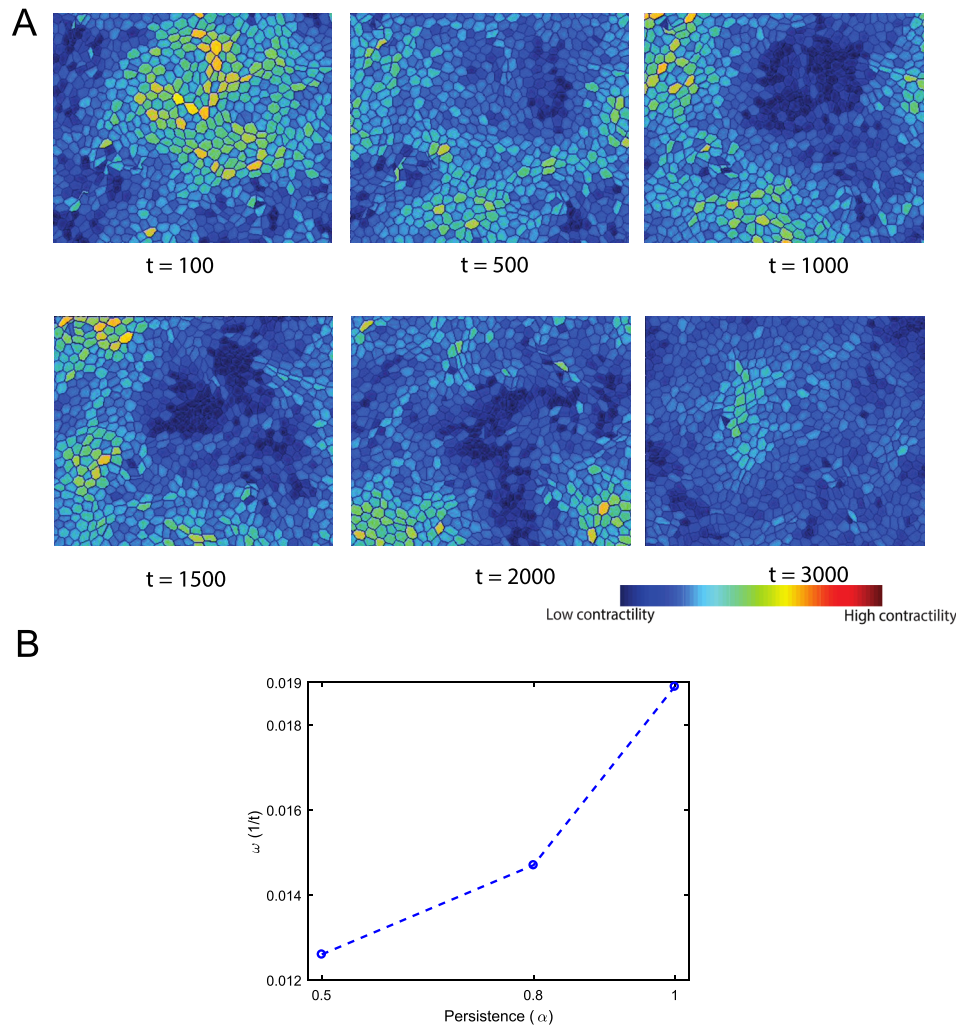 A
t = 100
t = 500
t = 1000
t = 1500
t = 2000
t = 3000
Low contractility
High contractility
B
0.019
0.018
0.016
0.014
0.012
ω (1/t)
0.5
0.8
1
Persistence (α)